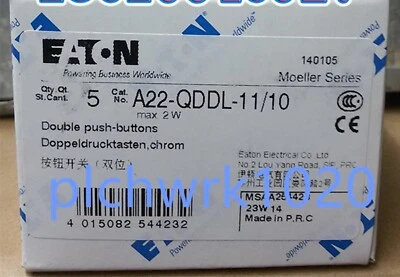 EATON
Powering Business Worldwide
140105
Moeller Series
Qty.Qt.
St.Cant. 5 Cat. No. A22-QDDL-11/10
max 2 W
Double push-buttons
Doppeldrucktasten,chrom
按钮开关（双位）
Eaton Electrical Co. Ltd
No.2 Lou Yang Road, SIP, PRC
plchwrk2020
23W 14
Made in P.R.C
4 015082 544232